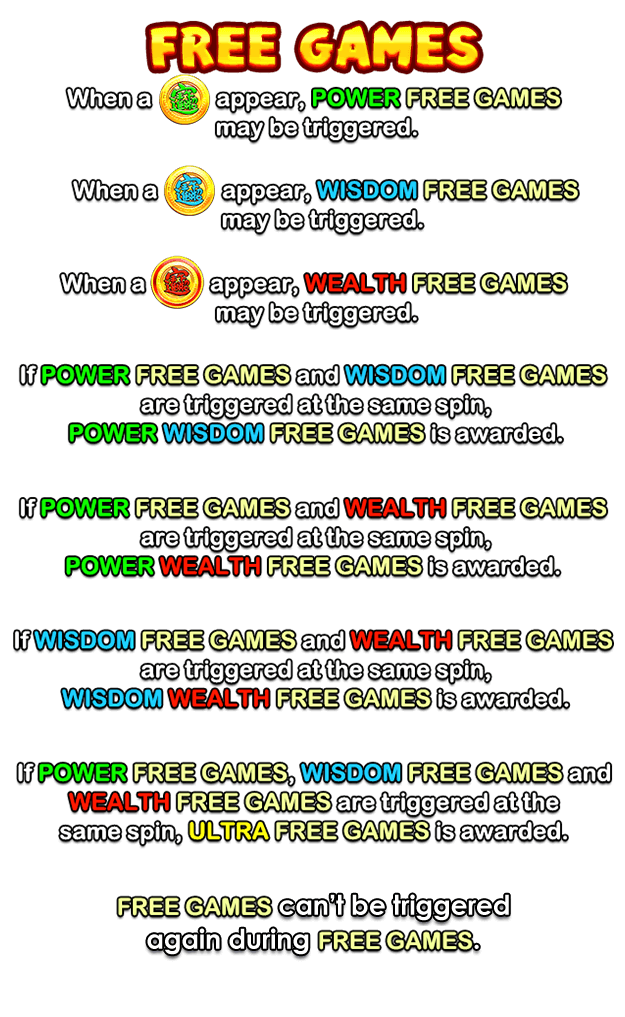 FREE GAMES
When a appear, POWER FREE GAMES
may be triggered.
When a appear, WISDOM FREE GAMES
may be triggered.
When a appear, WEALTH FREE GAMES
may be triggered.
If POWER FREE GAMES and WISDOM FREE GAMES
are triggered at the same spin,
POWER WISDOM FREE GAMES is awarded.
If POWER FREE GAMES and WEALTH FREE GAMES
are triggered at the same spin,
POWER WEALTH FREE GAMES is awarded.
If WISDOM FREE GAMES and WEALTH FREE GAMES
are triggered at the same spin,
WISDOM WEALTH FREE GAMES is awarded.
If POWER FREE GAMES, WISDOM FREE GAMES and
WEALTH FREE GAMES are triggered at the
same spin, ULTRA FREE GAMES is awarded.
FREE GAMES can't be triggered
again during FREE GAMES.